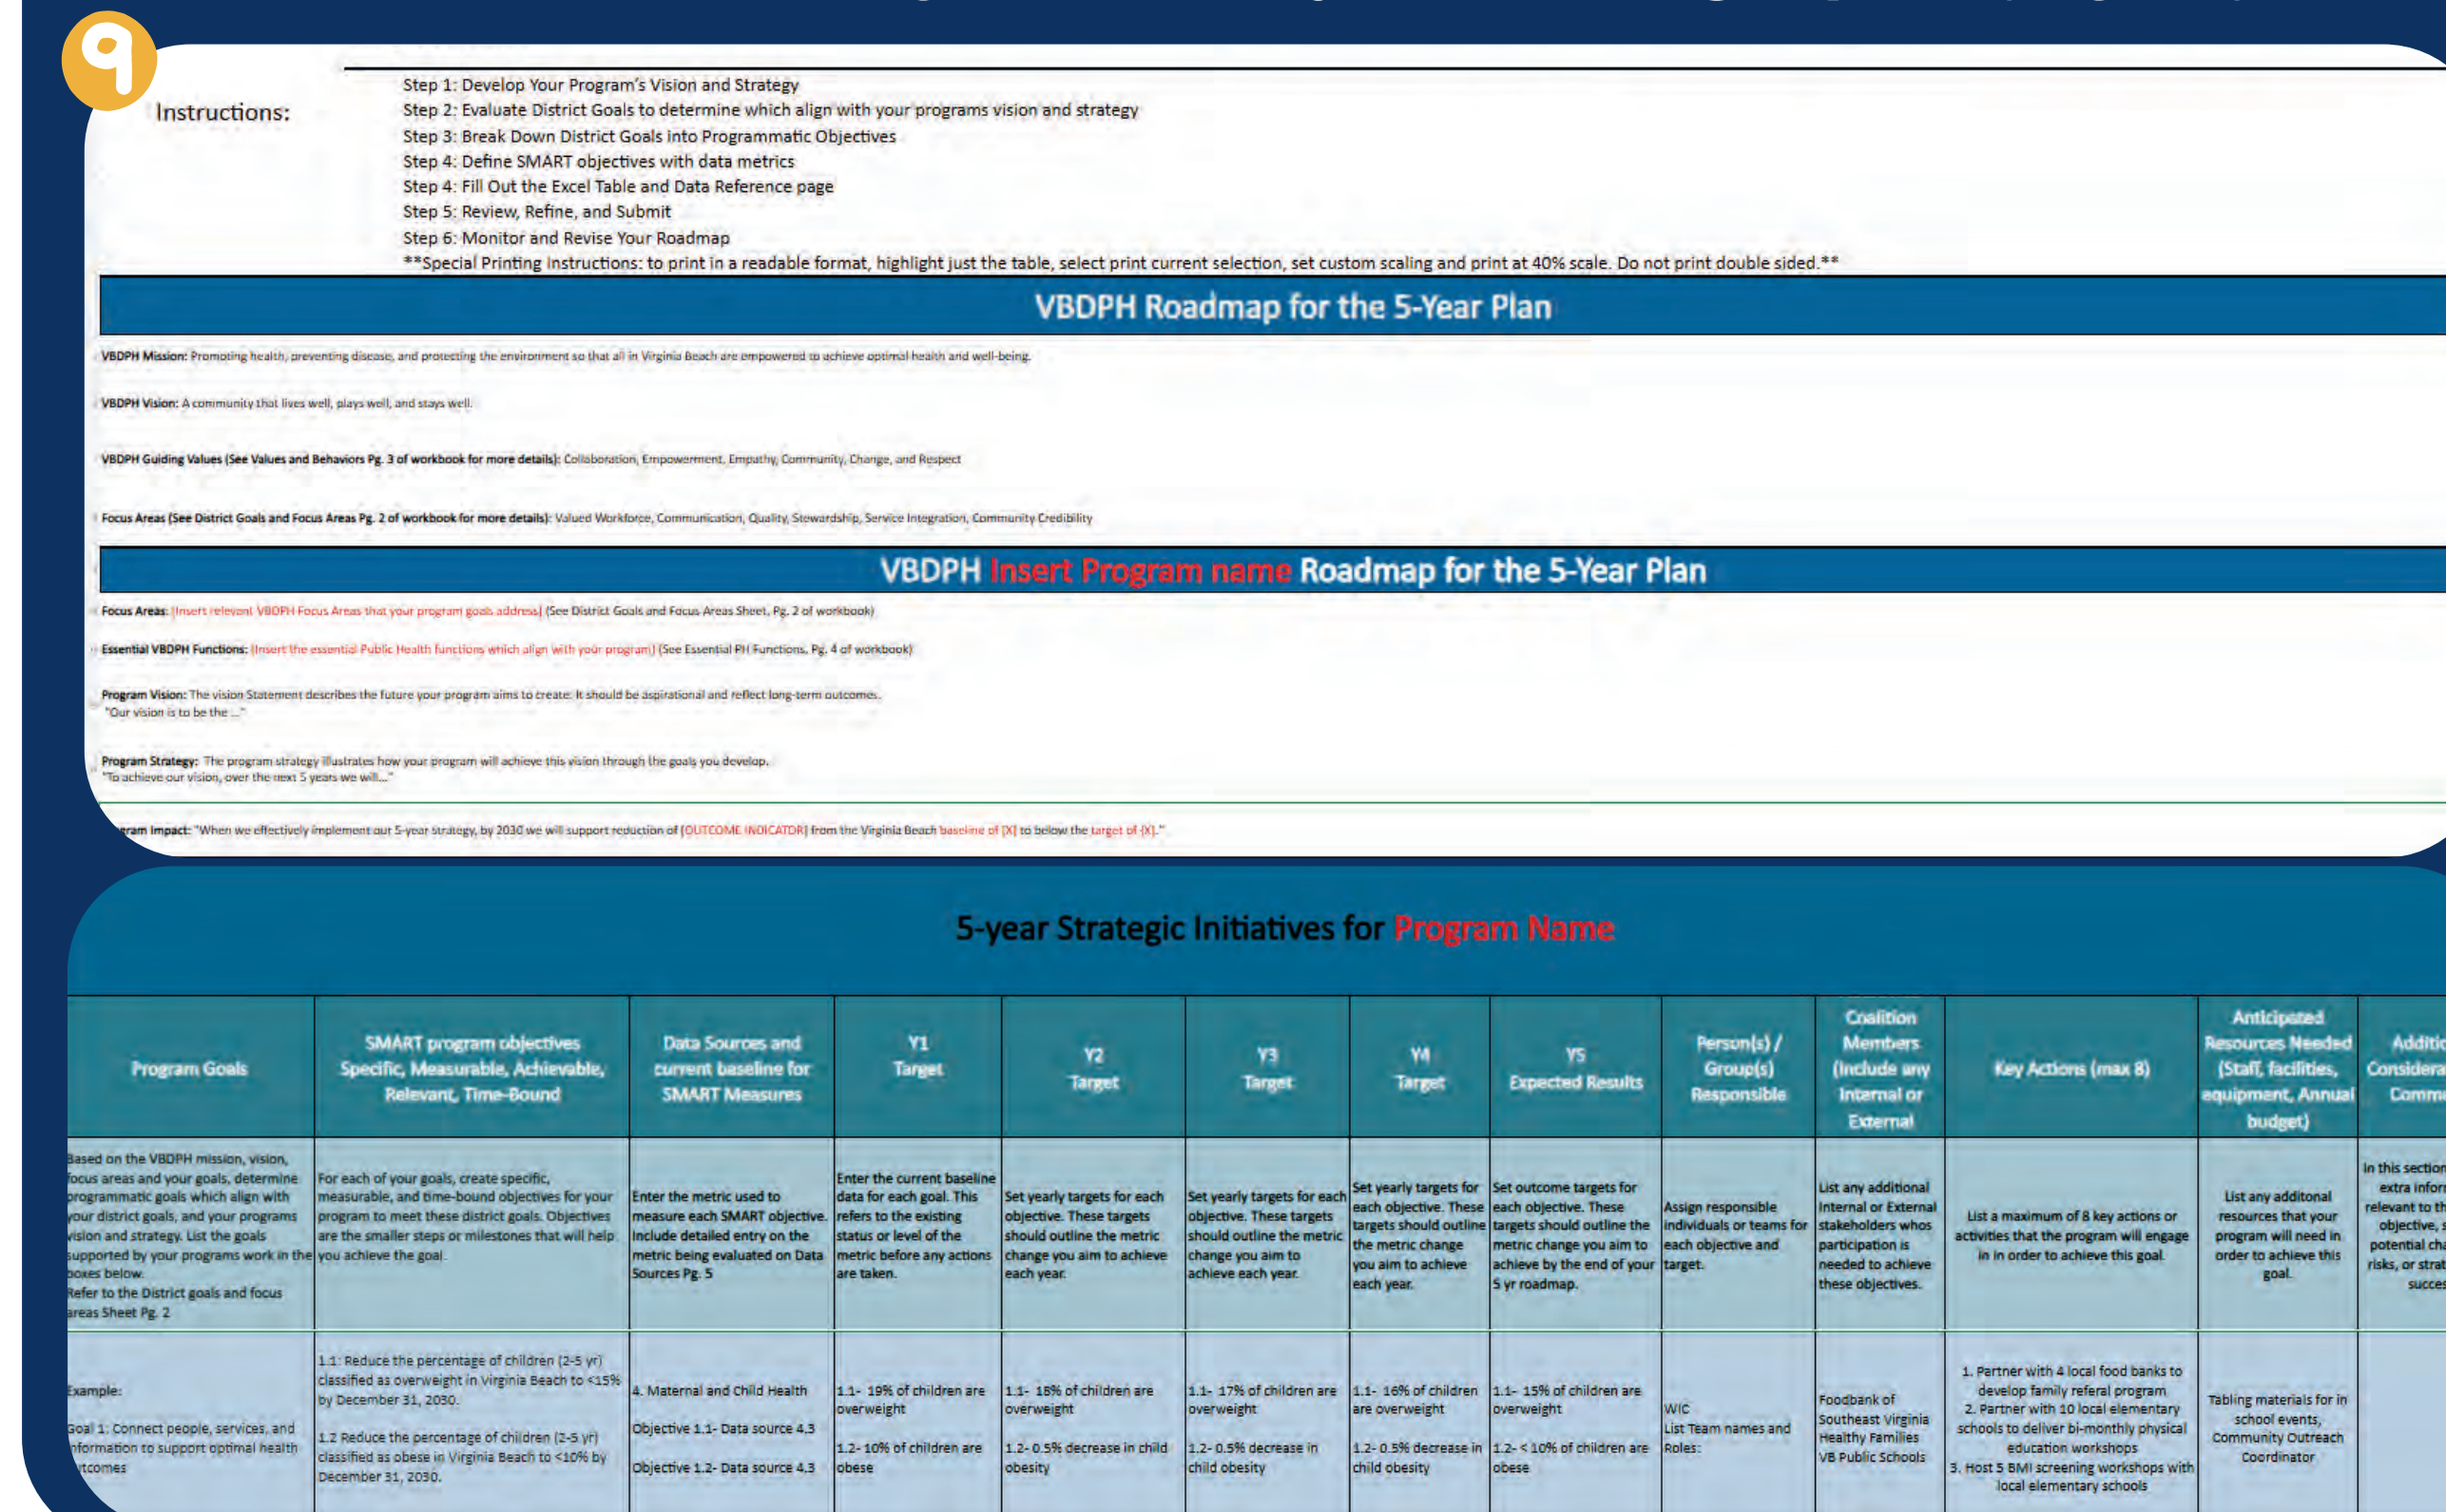 9
Instructions:
Step 1: Develop Your Program's Vision and Strategy
Step 2: Evaluate District Goals to determine which align with your programs vision and strategy
Step 3: Break Down District Goals into Programmatic Objectives
Step 4: Define SMART objectives with data metrics
Step 4: Fill Out the Excel Table and Data Reference page
Step 5: Review, Refine, and Submit
Step 6: Monitor and Revise Your Roadmap
**Special Printing Instructions: to print in a readable format, highlight just the table, select print current selection, set custom scaling and print at 40% scale. Do not print double sided.**
VBDPH Roadmap for the 5-Year Plan
VBDPH Mission: Promoting health, preventing disease, and protecting the environment so that all in Virginia Beach are empowered to achieve optimal health and well-being.
VBDPH Vision: A community that lives well, plays well, and stays well.
VBDPH Guiding Values (See Values and Behaviors Pg. 3 of workbook for more details): Collaboration, Empowerment, Empathy, Community, Change, and Respect
Focus Areas (See District Goals and Focus Areas Pg. 2 of workbook for more details): Valued Workforce, Communication, Quality, Stewardship, Service Integration, Community Credibility
VBDPH Insert Program name Roadmap for the 5-Year Plan
Focus Areas: [Insert relevant VBDPH Focus Areas that your program goals address] (See District Goals and Focus Areas Sheet, Pg. 2 of workbook)
Essential VBDPH Functions: [Insert the essential Public Health functions which align with your program] (See Essential PH Functions, Pg. 4 of workbook)
Program Vision: The vision Statement describes the future your program aims to create. It should be aspirational and reflect long-term outcomes.
"Our vision is to be the ..."
Program Strategy: The program strategy illustrates how your program will achieve this vision through the goals you develop.
"To achieve our vision, over the next 5 years we will..."
gram Impact: "When we effectively implement our 5-year strategy, by 2030 we will support reduction of [OUTCOME INDICATOR] from the Virginia Beach baseline of [X] to below the target of [X]."
5-year Strategic Initiatives for Program Name
Program Goals
SMART program objectives
Specific, Measurable, Achievable,
Relevant, Time-Bound
Data Sources and
current baseline for
SMART Measures
Y1
Target
Y2
Target
Y3
Target
Y4
Target
Y5
Expected Results
Person(s) /
Group(s)
Responsible
Coalition
Members
(Include any
Internal or
External
Key Actions (max 8)
Anticipated
Resources Needed
(Staff, facilities,
equipment, Annual
budget)
Additio
Considera
Comme
Based on the VBDPH mission, vision,
focus areas and your goals, determine
programmatic goals which align with
your district goals, and your programs
vision and strategy. List the goals
supported by your programs work in the
boxes below.
Refer to the District goals and focus
areas Sheet Pg. 2
For each of your goals, create specific,
measurable, and time-bound objectives for your
program to meet these district goals. Objectives
are the smaller steps or milestones that will help
you achieve the goal.
Enter the metric used to
measure each SMART objective.
Include detailed entry on the
metric being evaluated on Data
Sources Pg. 5
Enter the current baseline
data for each goal. This
refers to the existing
status or level of the
metric before any actions
are taken.
Set yearly targets for each
objective. These targets
should outline the metric
change you aim to achieve
each year.
Set yearly targets for each
objective. These targets
should outline the metric
change you aim to
achieve each year.
Set yearly targets for
each objective. These
targets should outline
the metric change
you aim to achieve
each year.
Set outcome targets for
each objective. These
targets should outline the
metric change you aim to
achieve by the end of your
5 yr roadmap.
Assign responsible
individuals or teams for
each objective and
target.
List any additional
Internal or External
stakeholders whos
participation is
needed to achieve
these objectives.
List a maximum of 8 key actions or
activities that the program will engage
in in order to achieve this goal.
List any additonal
resources that your
program will need in
order to achieve this
goal.
In this section
extra inforr
relevant to th
objective, s
potential cha
risks, or strat
succes
Example:
Goal 1: Connect people, services, and
information to support optimal health
utcomes
1.1: Reduce the percentage of children (2-5 yr)
classified as overweight in Virginia Beach to <15%
by December 31, 2030.
1.2 Reduce the percentage of children (2-5 yr)
classified as obese in Virginia Beach to <10% by
December 31, 2030.
4. Maternal and Child Health
Objective 1.1- Data source 4.3
Objective 1.2- Data source 4.3
1.1- 19% of children are
overweight
1.2- 10% of children are
obese
1.1- 18% of children are
overweight
1.2- 0.5% decrease in child
obesity
1.1- 17% of children are
overweight
1.2- 0.5% decrease in
child obesity
1.1- 16% of children
are overweight
1.2- 0.5% decrease in
child obesity
1.1- 15% of children are
overweight
1.2- < 10% of children are
obese
WIC
List Team names and
Roles:
Foodbank of
Southeast Virginia
Healthy Families
VB Public Schools
1. Partner with 4 local food banks to
develop family referal program
2. Partner with 10 local elementary
schools to deliver bi-monthly physical
education workshops
3. Host 5 BMI screening workshops with
local elementary schools
Tabling materials for in
school events,
Community Outreach
Coordinator